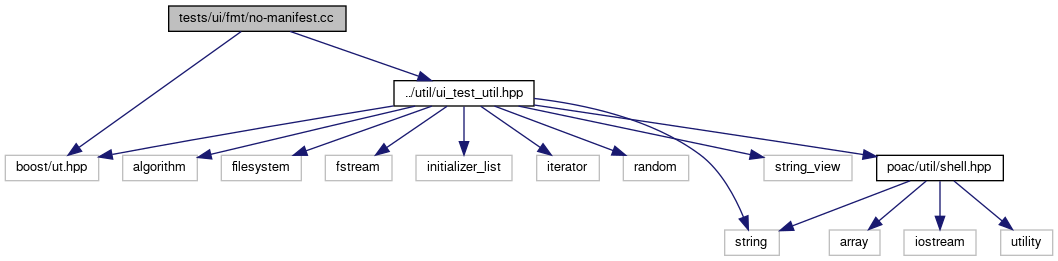 tests/ui/fmt/no-manifest.cc
../util/ui_test_util.hpp
boost/ut.hpp
algorithm
filesystem
fstream
initializer_list
iterator
random
string_view
poac/util/shell.hpp
string
array
iostream
utility